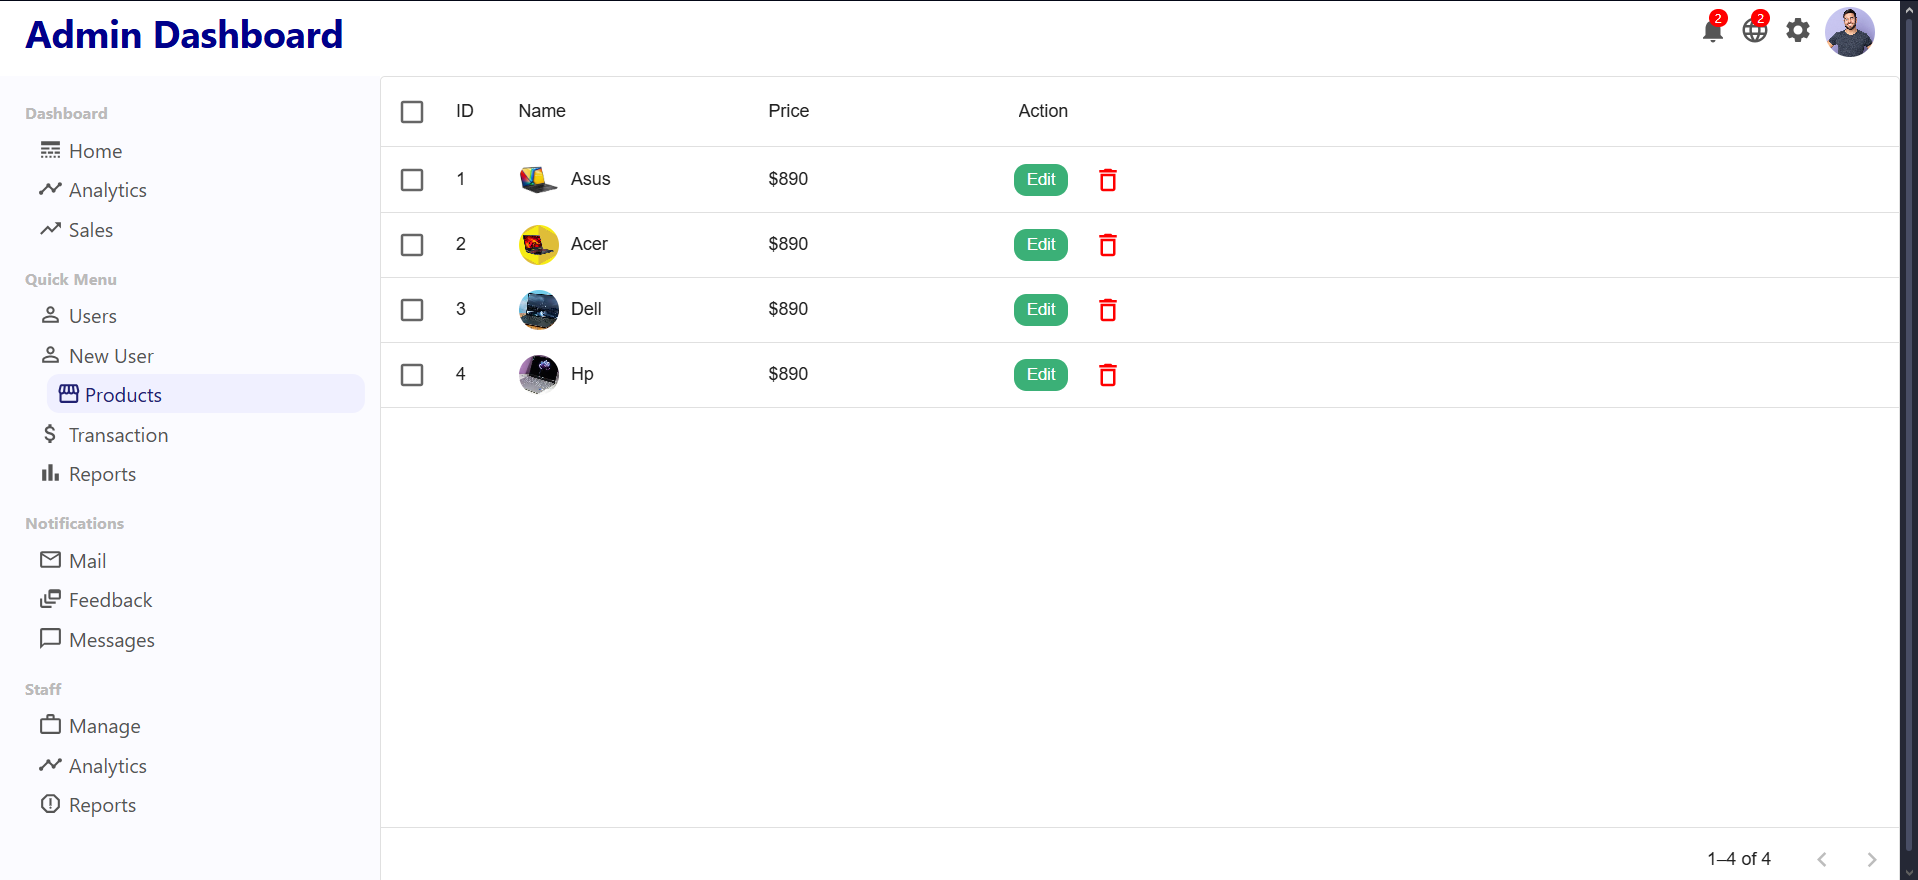 Admin Dashboard
2 2
Dashboard
Home
Analytics
Sales
Quick Menu
Users
New User
Products
Transaction
Reports
Notifications
Mail
Feedback
Messages
Staff
Manage
Analytics
Reports
ID Name Price Action
1 Asus $890 Edit
2 Acer $890 Edit
3 Dell $890 Edit
4 Hp $890 Edit
1–4 of 4